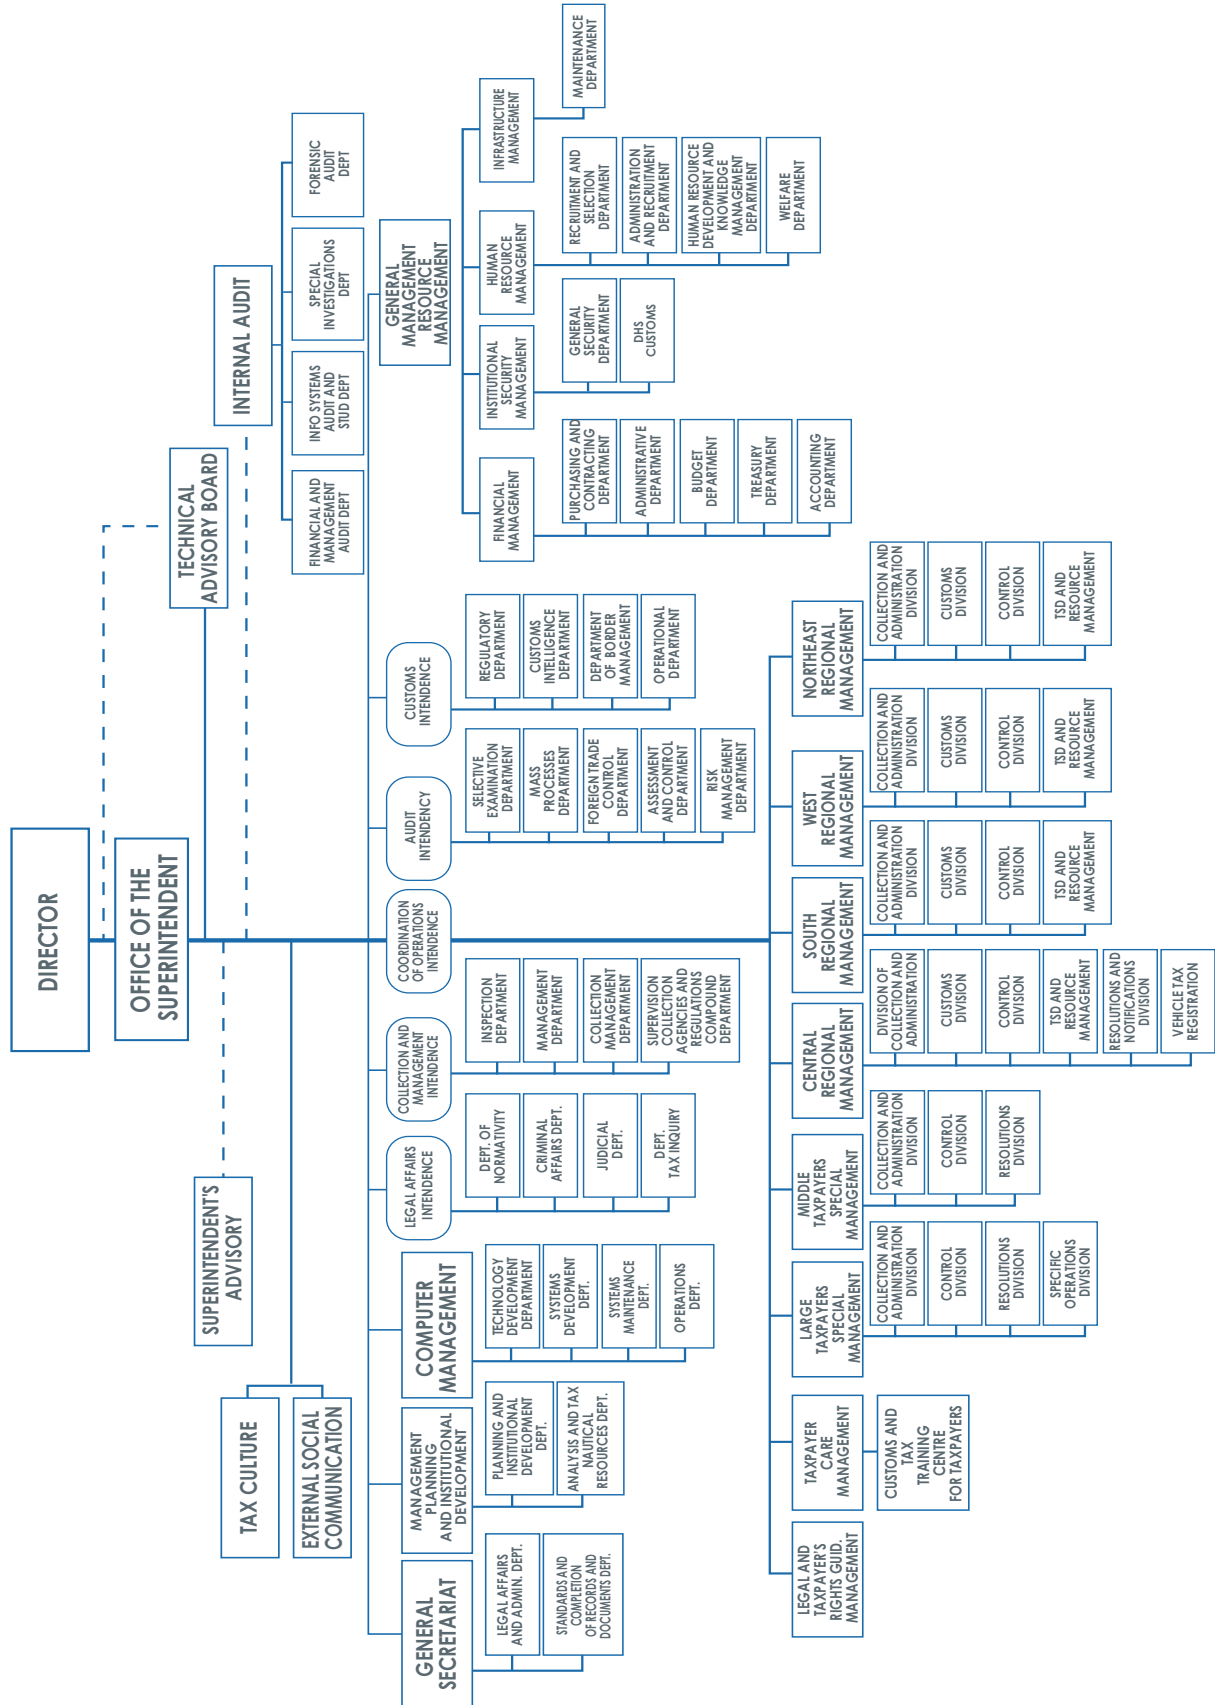 DIRECTOR
OFFICE OF THE
SUPERINTENDENT
SUPERINTENDENT'S
ADVISORY
TECHNICAL
ADVISORY BOARD
TAX CULTURE
EXTERNAL SOCIAL
COMMUNICATION
INTERNAL AUDIT
FINANCIAL AND
MANAGEMENT
AUDIT DEPT
INFO SYSTEMS
AUDIT AND
STUD DEPT
SPECIAL
INVESTIGATIONS
DEPT
FORENSIC
AUDIT
DEPT
GENERAL
SECRETARIAT
LEGAL AFFAIRS
AND ADMIN. DEPT.
STANDARDS AND
COMPLETION
OF RECORDS AND
DOCUMENTS DEPT.
MANAGEMENT
PLANNING
AND INSTITUTIONAL
DEVELOPMENT
PLANNING AND
INSTITUTIONAL
DEVELOPMENT
DEPT.
ANALYSIS AND TAX
NAUTICAL
RESOURCES DEPT.
COMPUTER
MANAGEMENT
TECHNOLOGY
DEVELOPMENT
DEPARTMENT
SYSTEMS
DEVELOPMENT
DEPT.
SYSTEMS
MAINTENANCE
DEPT.
OPERATIONS
DEPT.
LEGAL AFFAIRS
INTENDENCE
DEPT. OF
NORMATIVITY
CRIMINAL
AFFAIRS DEPT.
JUDICIAL
DEPT.
DEPT.
TAX INQUIRY
COLLECTION AND
MANAGEMENT
INTENDENCE
INSPECTION
DEPARTMENT
MANAGEMENT
DEPARTMENT
COLLECTION
MANAGEMENT
DEPARTMENT
SUPERVISION
COLLECTION
AGENCIES AND
REGULATIONS
COMPOUND
DEPARTMENT
COORDINATION
OF OPERATIONS
INTENDENCE
AUDIT
INTENDENCY
SELECTIVE
EXAMINATION
DEPARTMENT
MASS
PROCESSES
DEPARTMENT
FOREIGN TRADE
CONTROL
DEPARTMENT
ASSESSMENT
AND CONTROL
DEPARTMENT
RISK
MANAGEMENT
DEPARTMENT
CUSTOMS
INTENDENCE
REGULATORY
DEPARTMENT
CUSTOMS
INTELLIGENCE
DEPARTMENT
DEPARTMENT
OF BORDER
MANAGEMENT
OPERATIONAL
DEPARTMENT
GENERAL
MANAGEMENT
RESOURCE
MANAGEMENT
FINANCIAL
MANAGEMENT
PURCHASING AND
CONTRACTING
DEPARTMENT
ADMINISTRATIVE
DEPARTMENT
BUDGET
DEPARTMENT
TREASURY
DEPARTMENT
ACCOUNTING
DEPARTMENT
INSTITUTIONAL
SECURITY
MANAGEMENT
GENERAL
SECURITY
DEPARTMENT
DHS
CUSTOMS
HUMAN
RESOURCE
MANAGEMENT
RECRUITMENT AND
SELECTION
DEPARTMENT
ADMINISTRATION
AND RECRUITMENT
DEPARTMENT
HUMAN RESOURCE
DEVELOPMENT AND
KNOWLEDGE
MANAGEMENT
DEPARTMENT
WELFARE
DEPARTMENT
INFRASTRUCTURE
MANAGEMENT
MAINTENANCE
DEPARTMENT
LEGAL AND
TAXPAYER'S
RIGHTS GUID.
MANAGEMENT
TAXPAYER
CARE
MANAGEMENT
CUSTOMS AND
TAX
TRAINING
CENTRE
FOR TAXPAYERS
LARGE
TAXPAYERS
SPECIAL
MANAGEMENT
COLLECTION AND
ADMINISTRATION
DIVISION
CONTROL
DIVISION
RESOLUTIONS
DIVISION
SPECIFIC
OPERATIONS
DIVISION
MIDDLE
TAXPAYERS
SPECIAL
MANAGEMENT
COLLECTION AND
ADMINISTRATION
DIVISION
CONTROL
DIVISION
RESOLUTIONS
DIVISION
CENTRAL
REGIONAL
MANAGEMENT
DIVISION OF
COLLECTION AND
ADMINISTRATION
CUSTOMS
DIVISION
CONTROL
DIVISION
TSD AND
RESOURCE
MANAGEMENT
RESOLUTIONS AND
NOTIFICATIONS
DIVISION
VEHICLE TAX
REGISTRATION
SOUTH
REGIONAL
MANAGEMENT
COLLECTION AND
ADMINISTRATION
DIVISION
CUSTOMS
DIVISION
CONTROL
DIVISION
TSD AND
RESOURCE
MANAGEMENT
WEST
REGIONAL
MANAGEMENT
COLLECTION AND
ADMINISTRATION
DIVISION
CUSTOMS
DIVISION
CONTROL
DIVISION
TSD AND
RESOURCE
MANAGEMENT
NORTHEAST
REGIONAL
MANAGEMENT
COLLECTION AND
ADMINISTRATION
DIVISION
CUSTOMS
DIVISION
CONTROL
DIVISION
TSD AND
RESOURCE
MANAGEMENT